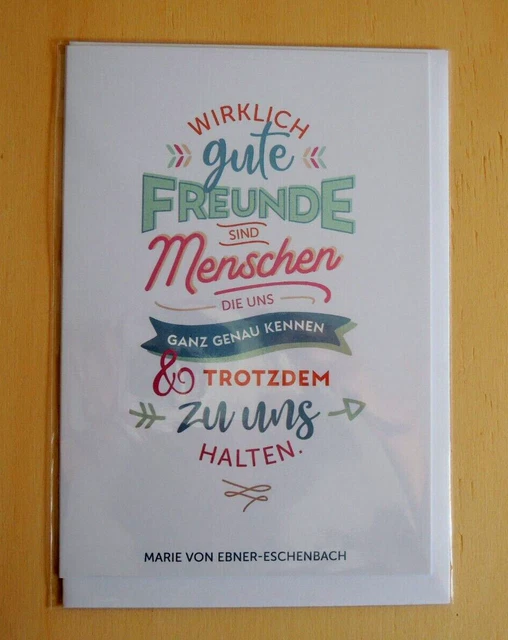 WIRKLICH
gute
FREUNDE
SIND
Menschen
DIE UNS
GANZ GENAU KENNEN
& TROTZDEM
zu uns
HALTEN.
MARIE VON EBNER-ESCHENBACH